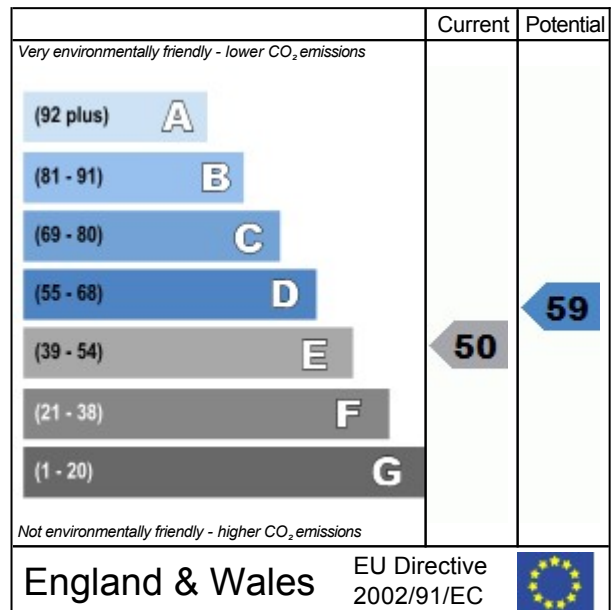 Current Potential
Very environmentally friendly - lower CO₂ emissions
(92 plus) A
(81 - 91) B
(69 - 80) C
(55 - 68) D
59
(39 - 54) E
50
(21 - 38) F
(1 - 20) G
Not environmentally friendly - higher CO₂ emissions
England & Wales
EU Directive
2002/91/EC